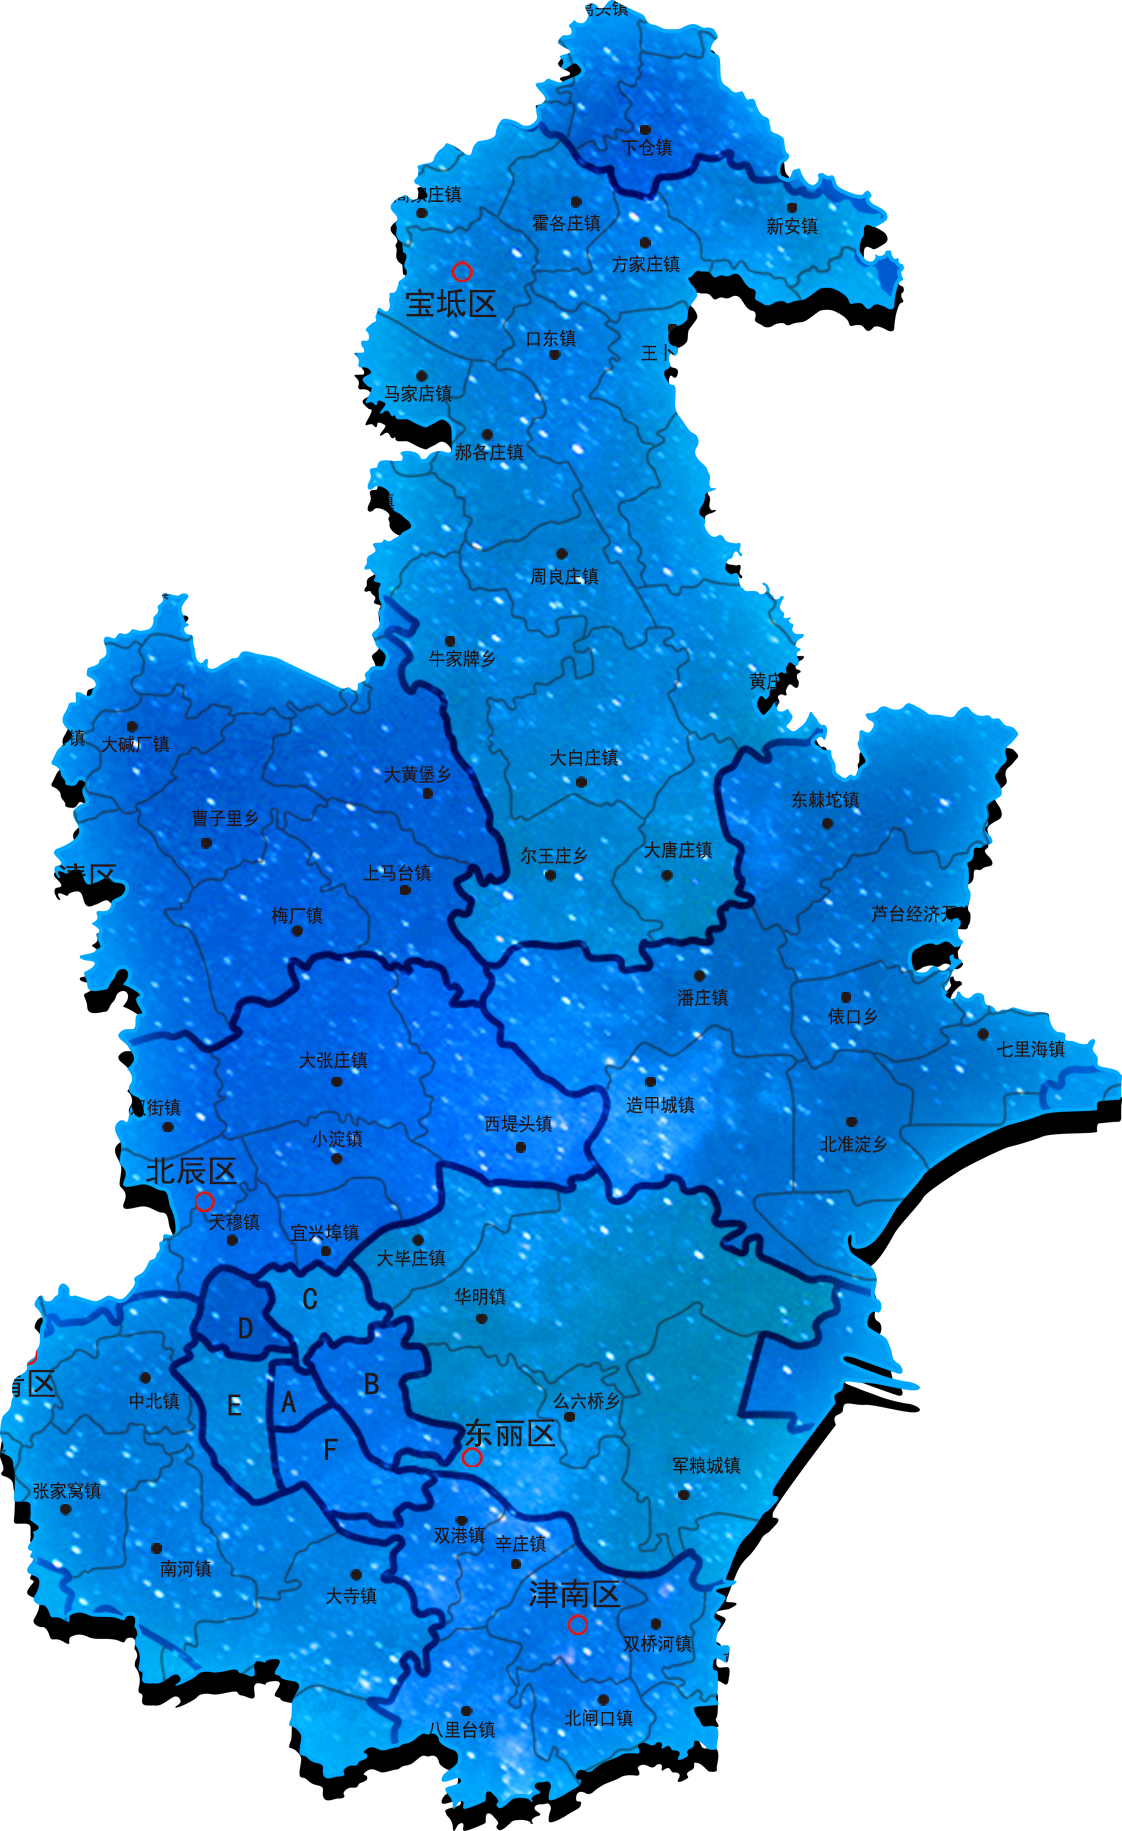 下仓镇
霍各庄镇
新安镇
方家庄镇
宝坻区
口东镇
王卜
马家店镇
郝各庄镇
镇
周良庄镇
牛家牌乡
黄庄
镇
大碱厂镇
大白庄镇
大黄堡乡
东棘坨镇
曹子里乡
尔王庄乡
大唐庄镇
上马台镇
区
梅厂镇
芦台经济开
潘庄镇
俵口乡
七里海镇
大张庄镇
造甲城镇
街镇
西堤头镇
小淀镇
北淮淀乡
北辰区
天穆镇
宜兴埠镇
大毕庄镇
华明镇
C
D
区
中北镇
E
A
B
么六桥乡
东丽区
F
军粮城镇
张家窝镇
双港镇
辛庄镇
南河镇
大寺镇
津南区
双桥河镇
八里台镇
北闸口镇